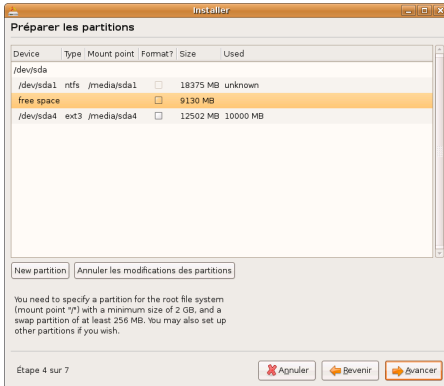 Installer
Préparer les partitions
Device Type Mount point Format? Size Used
/dev/sda
/dev/sda1 ntfs /media/sda1 18375 MB unknown
free space 9130 MB
/dev/sda4 ext3 /media/sda4 12502 MB 10000 MB
New partition Annuler les modifications des partitions
You need to specify a partition for the root file system
(mount point "/") with a minimum size of 2 GB, and a
swap partition of at least 256 MB. You may also set up
other partitions if you wish.
Étape 4 sur 7 Annuler Revenir Avancer